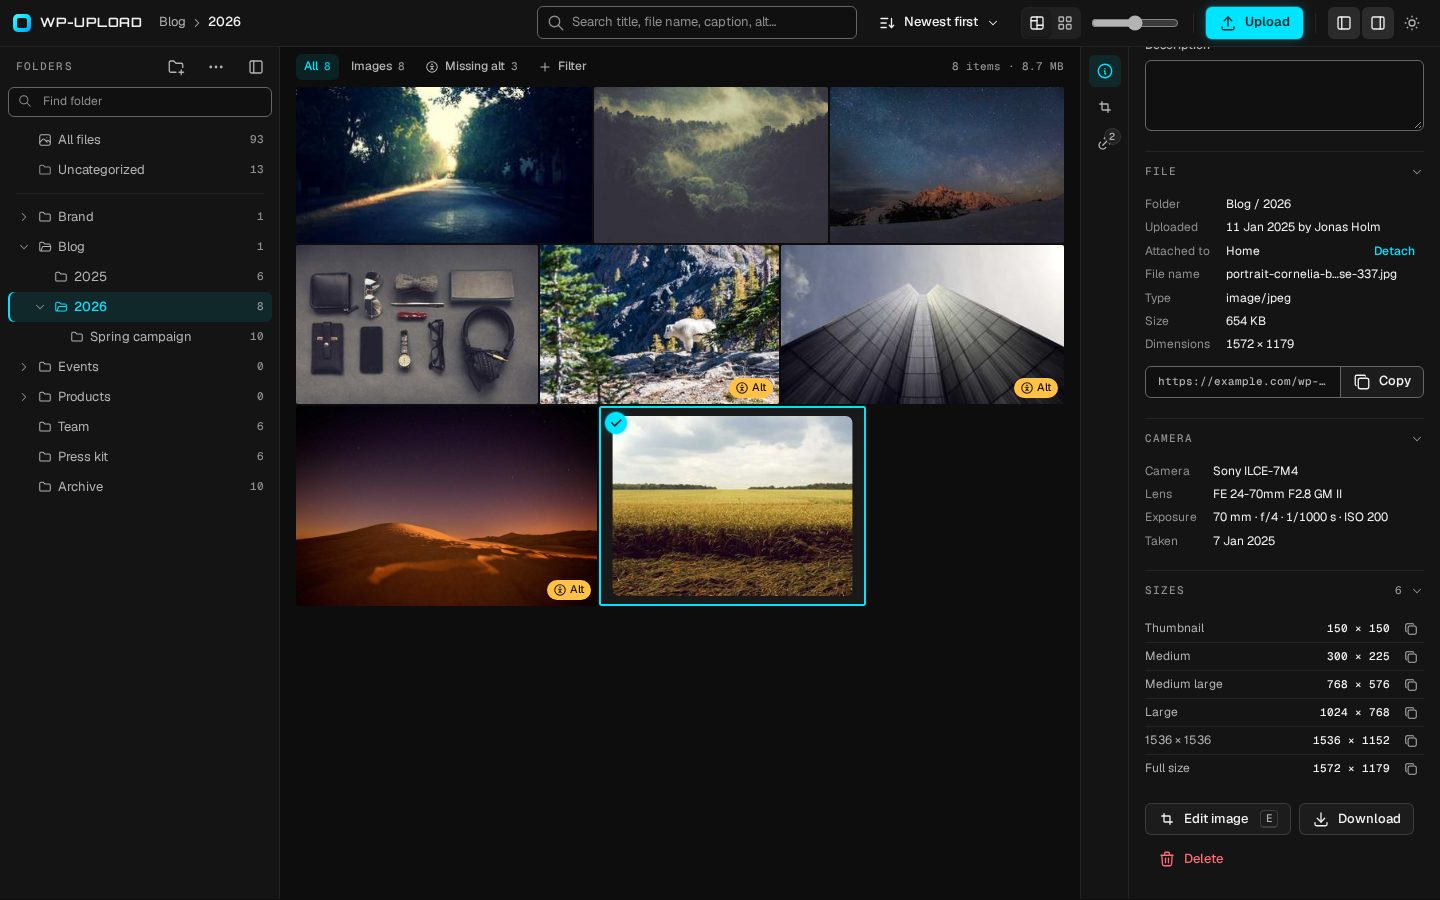 WP-UPLOAD Blog 2026
Search title, file name, caption, alt...
Newest first
Upload
FOLDERS
Find folder
All files 93
Uncategorized 13
Brand 1
Blog 1
2025 6
2026 8
Spring campaign 10
Events 0
Products 0
Team 6
Press kit 6
Archive 10
All 8 Images 8 Missing alt 3 Filter 8 items · 8.7 MB
Alt
Alt
Alt
2
Description
FILE
Folder Blog / 2026
Uploaded 11 Jan 2025 by Jonas Holm
Attached to Home Detach
File name portrait-cornelia-b...se-337.jpg
Type image/jpeg
Size 654 KB
Dimensions 1572 × 1179
https://example.com/wp-... Copy
CAMERA
Camera Sony ILCE-7M4
Lens FE 24-70mm F2.8 GM II
Exposure 70 mm · f/4 · 1/1000 s · ISO 200
Taken 7 Jan 2025
SIZES 6
Thumbnail 150 × 150
Medium 300 × 225
Medium large 768 × 576
Large 1024 × 768
1536 × 1536 1536 × 1152
Full size 1572 × 1179
Edit image E
Download
Delete